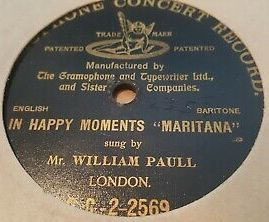 CONCERT RECORD.
TRADE MARK
PATENTED PATENTED
Manufactured by
The Gramophone and Typewriter Ltd.,
and Sister Companies.
ENGLISH BARITONE.
IN HAPPY MOMENTS "MARITANA"
sung by
Mr. WILLIAM PAULL
LONDON.
G.C. 2-2569